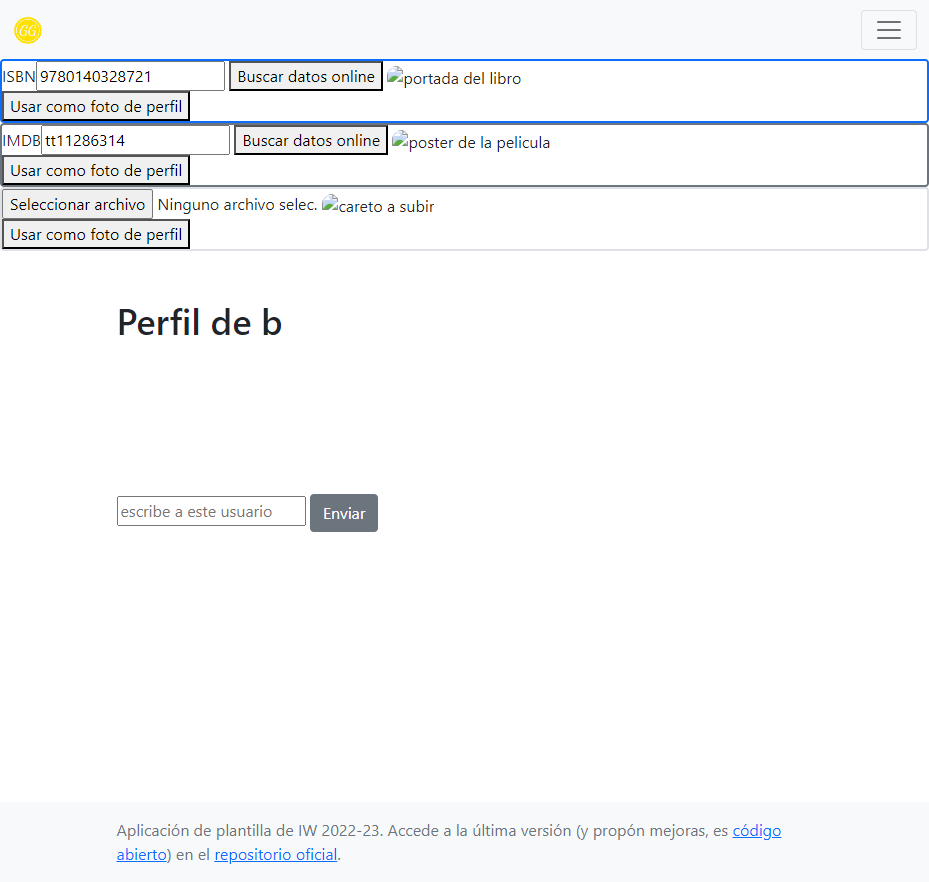 GG
ISBN 9780140328721 Buscar datos online portada del libro
Usar como foto de perfil
IMDB tt11286314 Buscar datos online poster de la pelicula
Usar como foto de perfil
Seleccionar archivo Ninguno archivo selec. careto a subir
Usar como foto de perfil
Perfil de b
escribe a este usuario Enviar
Aplicación de plantilla de IW 2022-23. Accede a la última versión (y propón mejoras, es código
abierto) en el repositorio oficial.